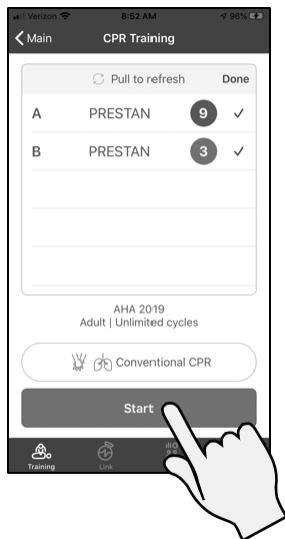 Verizon 8:52 AM 96%
Main CPR Training
Pull to refresh Done
A PRESTAN 9
B PRESTAN 3
AHA 2019
Adult | Unlimited cycles
Conventional CPR
Start
Training Link